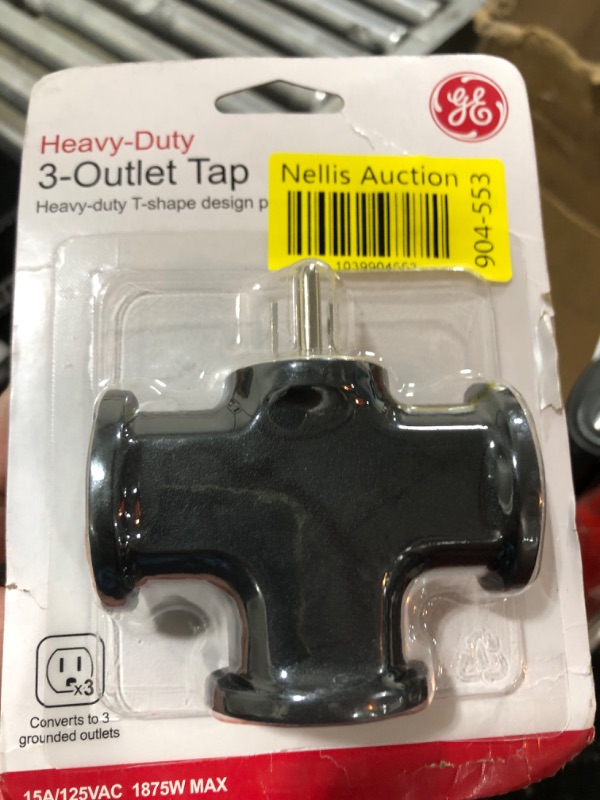 GE
Heavy-Duty
3-Outlet Tap
Heavy-duty T-shape design p
Nellis Auction
904-553
x3
Converts to 3
grounded outlets
15A/125VAC 1875W MAX